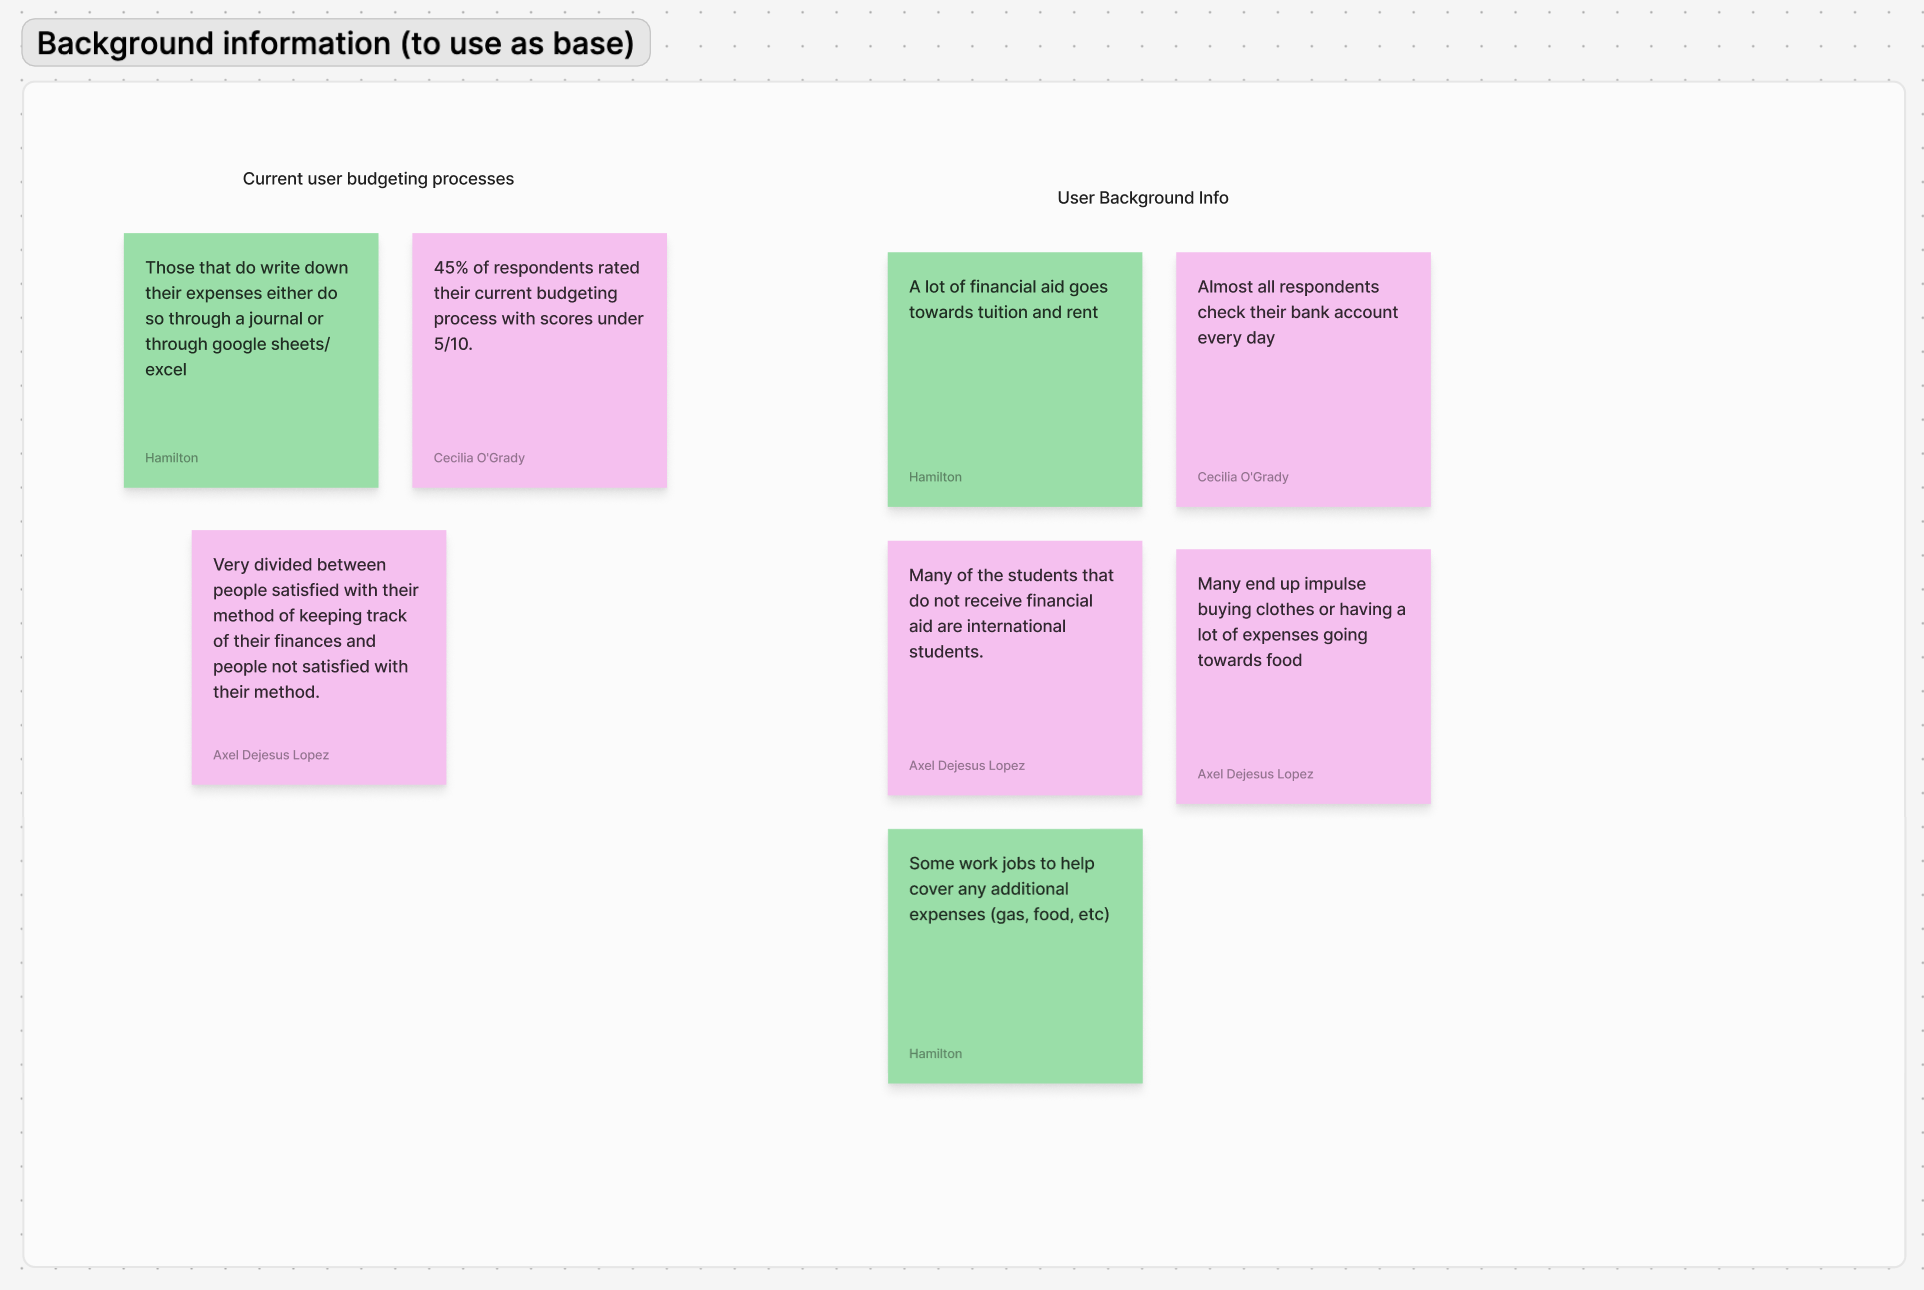 Background information (to use as base)
Current user budgeting processes
Those that do write down
their expenses either do
so through a journal or
through google sheets/
excel
Hamilton
45% of respondents rated
their current budgeting
process with scores under
5/10.
Cecilia O'Grady
Very divided between
people satisfied with their
method of keeping track
of their finances and
people not satisfied with
their method.
Axel Dejesus Lopez
User Background Info
A lot of financial aid goes
towards tuition and rent
Hamilton
Almost all respondents
check their bank account
every day
Cecilia O'Grady
Many of the students that
do not receive financial
aid are international
students.
Axel Dejesus Lopez
Many end up impulse
buying clothes or having a
lot of expenses going
towards food
Axel Dejesus Lopez
Some work jobs to help
cover any additional
expenses (gas, food, etc)
Hamilton